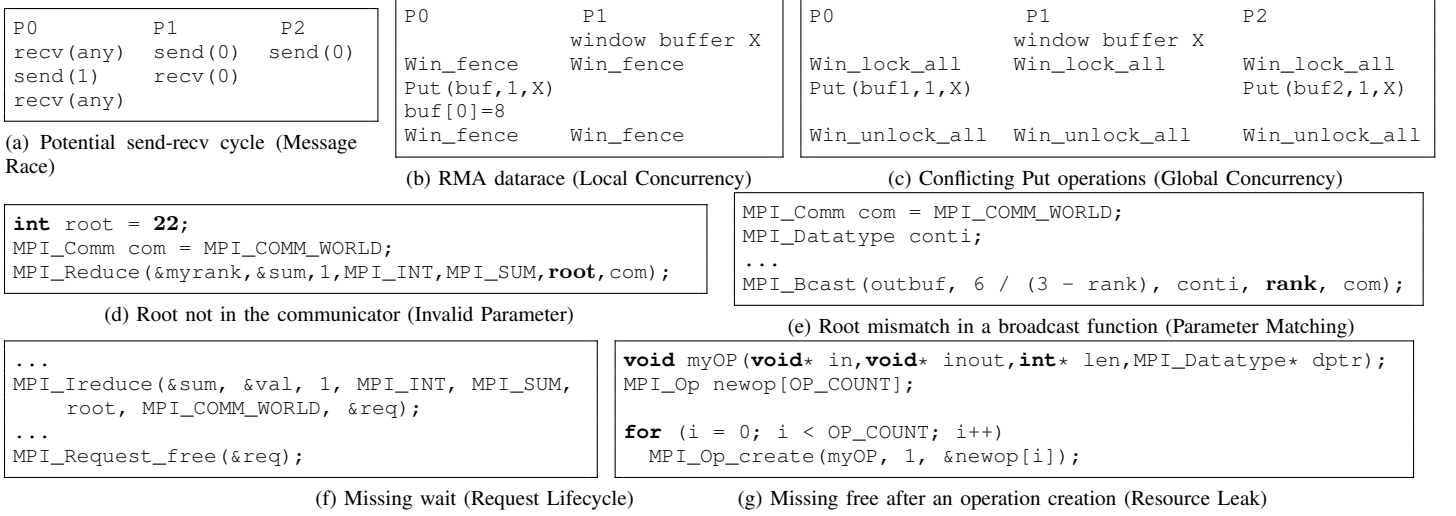 P0 P1 P2
recv(any) send(0) send(0)
send(1) recv(0)
recv(any)
(a) Potential send-recv cycle (Message
Race)
P0 P1
window buffer X
Win_fence Win_fence
Put(buf,1,X)
buf[0]=8
Win_fence Win_fence
(b) RMA datarace (Local Concurrency)
P0 P1 P2
window buffer X
Win_lock_all Win_lock_all Win_lock_all
Put(buf1,1,X) Put(buf2,1,X)
Win_unlock_all Win_unlock_all Win_unlock_all
(c) Conflicting Put operations (Global Concurrency)
int root = 22;
MPI_Comm com = MPI_COMM_WORLD;
MPI_Reduce(&myrank,&sum,1,MPI_INT,MPI_SUM,root,com);
(d) Root not in the communicator (Invalid Parameter)
MPI_Comm com = MPI_COMM_WORLD;
MPI_Datatype conti;
...
MPI_Bcast(outbuf, 6 / (3 - rank), conti, rank, com);
(e) Root mismatch in a broadcast function (Parameter Matching)
...
MPI_Ireduce(&sum, &val, 1, MPI_INT, MPI_SUM,
root, MPI_COMM_WORLD, &req);
...
MPI_Request_free(&req);
(f) Missing wait (Request Lifecycle)
void myOP(void* in,void* inout,int* len,MPI_Datatype* dptr);
MPI_Op newop[OP_COUNT];
for (i = 0; i < OP_COUNT; i++)
MPI_Op_create(myOP, 1, &newop[i]);
(g) Missing free after an operation creation (Resource Leak)